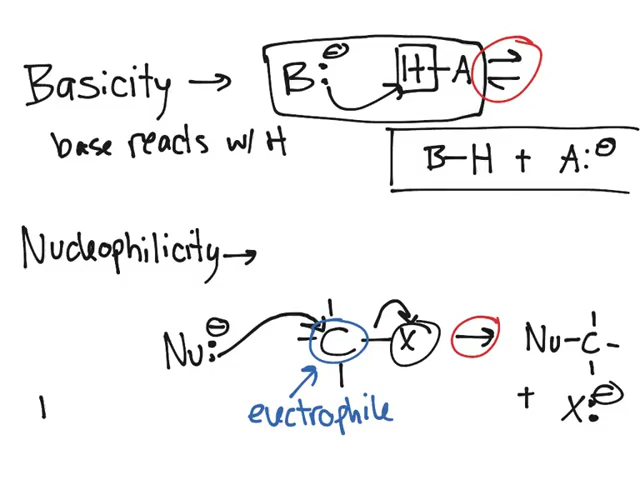 Basicity → B:⊖ H–A ⇌
base reacts w/ H
B–H + A:⊖
Nucleophilicity →
Nu:⊖ C–X → Nu–C–
electrophile + X:⊖